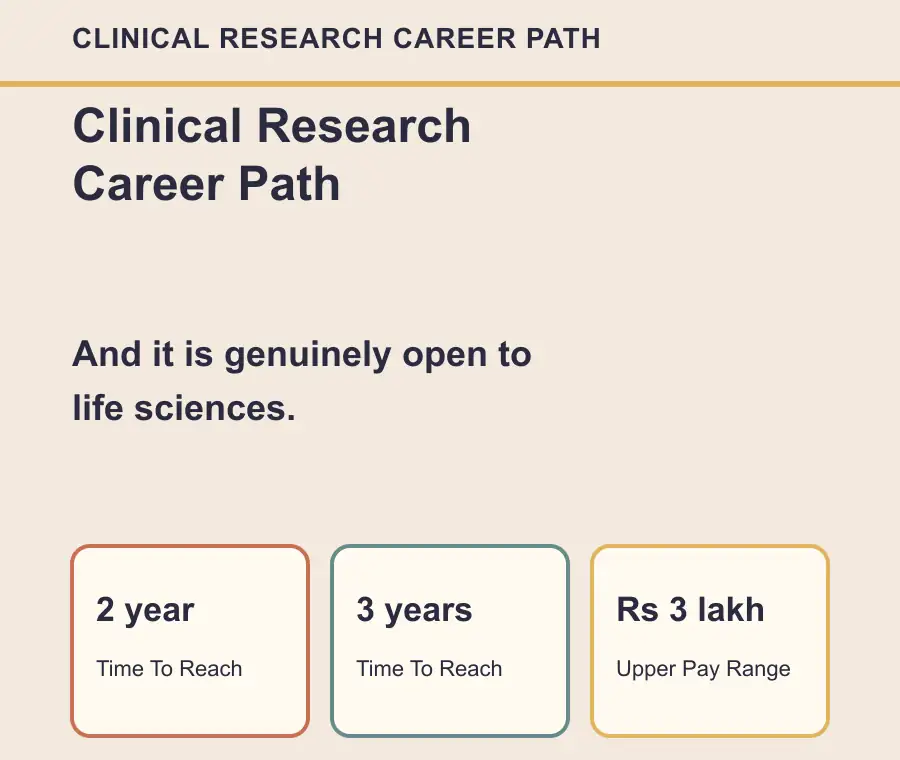 CLINICAL RESEARCH CAREER PATH
Clinical Research
Career Path
And it is genuinely open to
life sciences.
2 year
Time To Reach
3 years
Time To Reach
Rs 3 lakh
Upper Pay Range